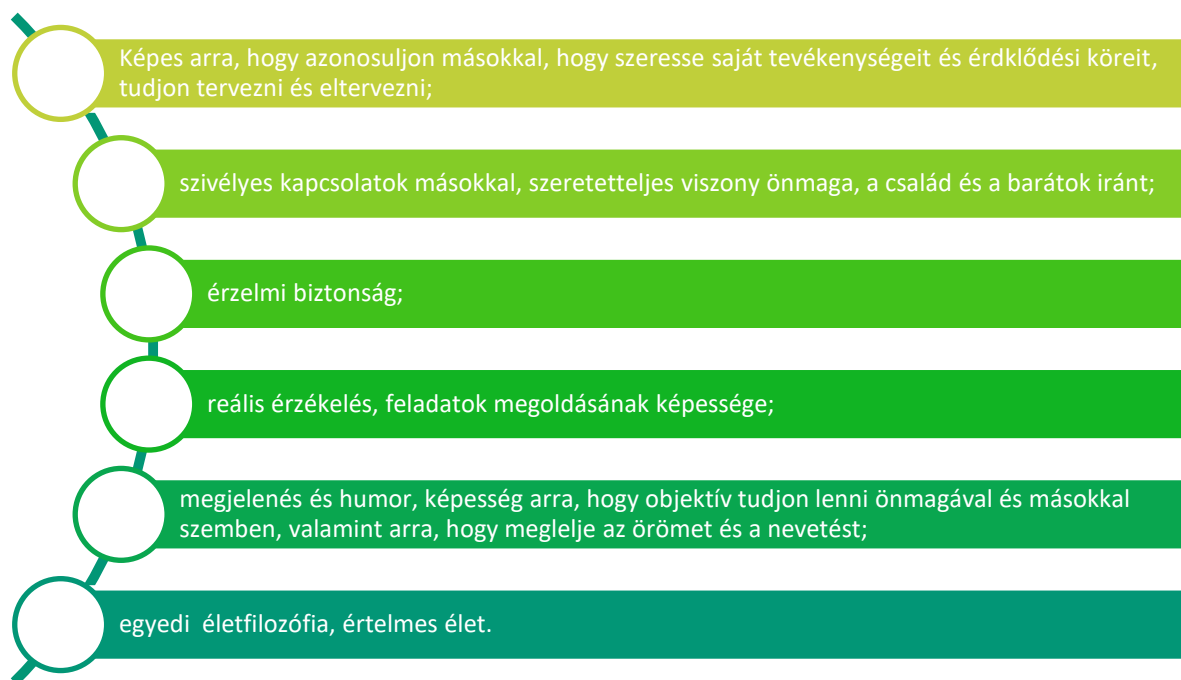 Képes arra, hogy azonosuljon másokkal, hogy szeresse saját tevékenységeit és érdklődési köreit,
tudjon tervezni és eltervezni;
szivélyes kapcsolatok másokkal, szeretetteljes viszony önmaga, a család és a barátok iránt;
érzelmi biztonság;
reális érzékelés, feladatok megoldásának képessége;
megjelenés és humor, képesség arra, hogy objektív tudjon lenni önmagával és másokkal
szemben, valamint arra, hogy meglelje az örömet és a nevetést;
egyedi  életfilozófia, értelmes élet.